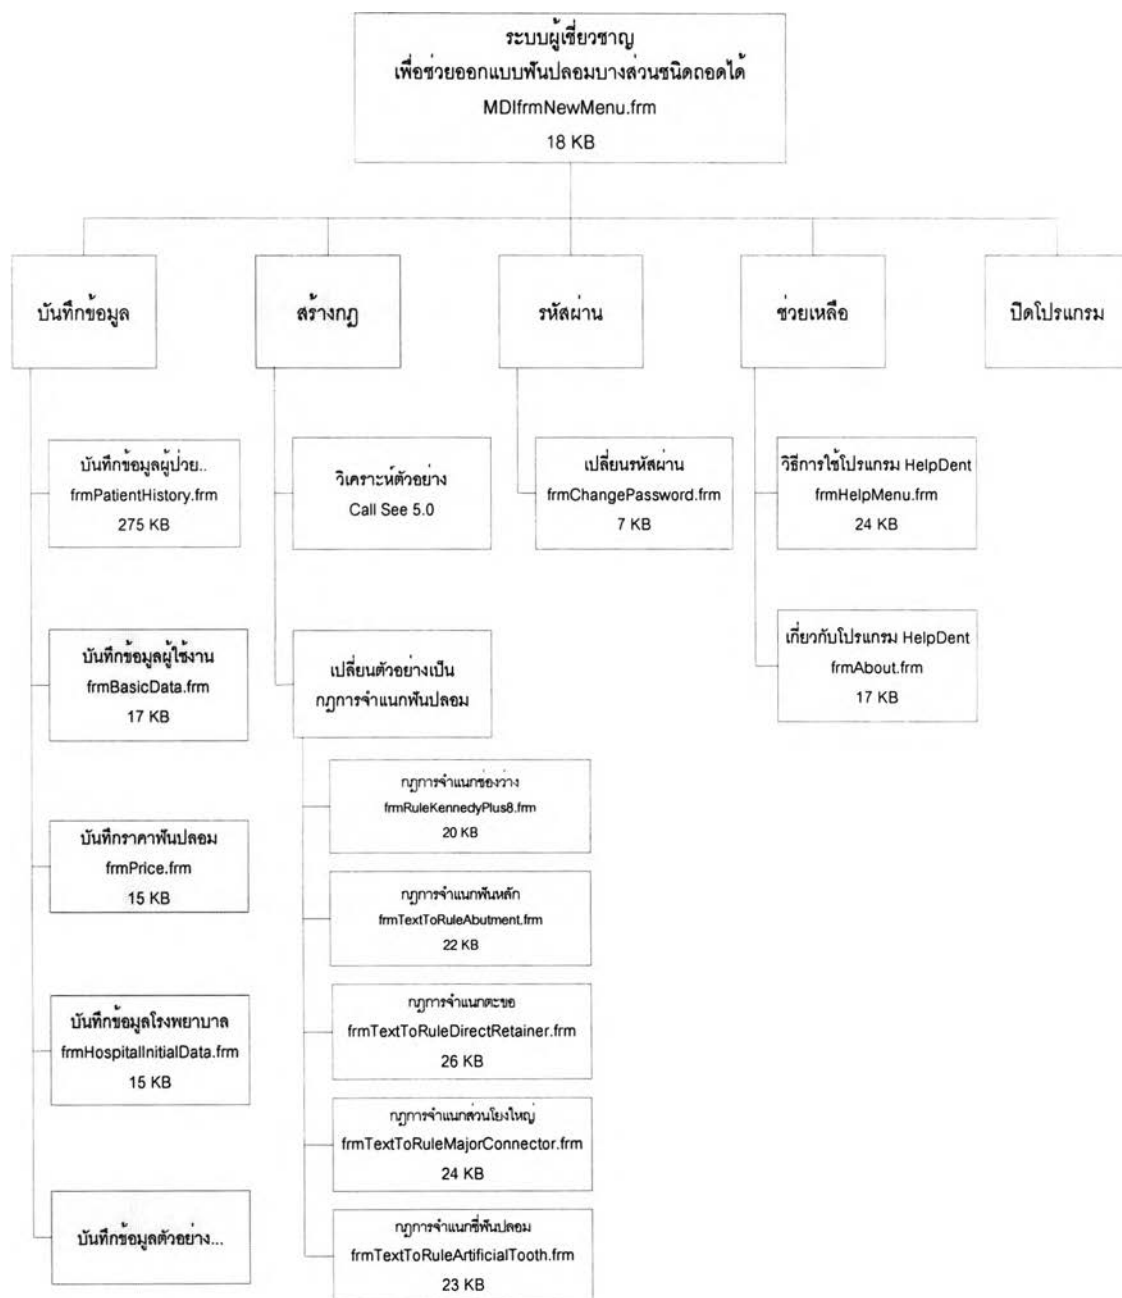 ระบบผู้เชี่ยวชาญ
เพื่อช่วยออกแบบฟันปลอมบางส่วนชนิดถอดได้
MDIfrmNewMenu.frm
18 KB
บันทึกข้อมูล
สร้างกฎ
รหัสผ่าน
ช่วยเหลือ
ปิดโปรแกรม
บันทึกข้อมูลผู้ป่วย..
frmPatientHistory.frm
275 KB
บันทึกข้อมูลผู้ใช้งาน
frmBasicData.frm
17 KB
บันทึกราคาฟันปลอม
frmPrice.frm
15 KB
บันทึกข้อมูลโรงพยาบาล
frmHospitalInitialData.frm
15 KB
บันทึกข้อมูลตัวอย่าง...
วิเคราะห์ตัวอย่าง
Call See 5.0
เปลี่ยนตัวอย่างเป็น
กฎการจำแนกฟันปลอม
กฎการจำแนกช่องว่าง
frmRuleKennedyPlus8.frm
20 KB
กฎการจำแนกฟันหลัก
frmTextToRuleAbutment.frm
22 KB
กฎการจำแนกตะขอ
frmTextToRuleDirectRetainer.frm
26 KB
กฎการจำแนกส่วนโยงใหญ่
frmTextToRuleMajorConnector.frm
24 KB
กฎการจำแนกซี่ฟันปลอม
frmTextToRuleArtificialTooth.frm
23 KB
เปลี่ยนรหัสผ่าน
frmChangePassword.frm
7 KB
วิธีการใช้โปรแกรม HelpDent
frmHelpMenu.frm
24 KB
เกี่ยวกับโปรแกรม HelpDent
frmAbout.frm
17 KB